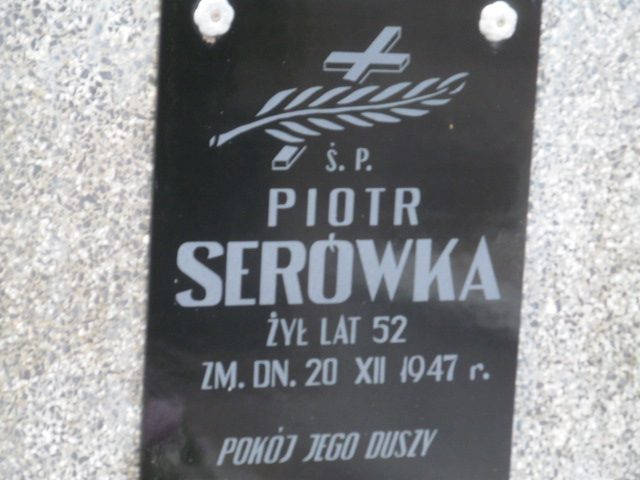 Ś. P.
PIOTR
SERÓWKA
ŻYŁ LAT 52
ZM. DN. 20 XII 1947 r.
POKÓJ JEGO DUSZY